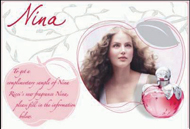 Nina
To get a
complimentary sample of Nina
Ricci's new fragrance Nina,
please fill in the information
below.